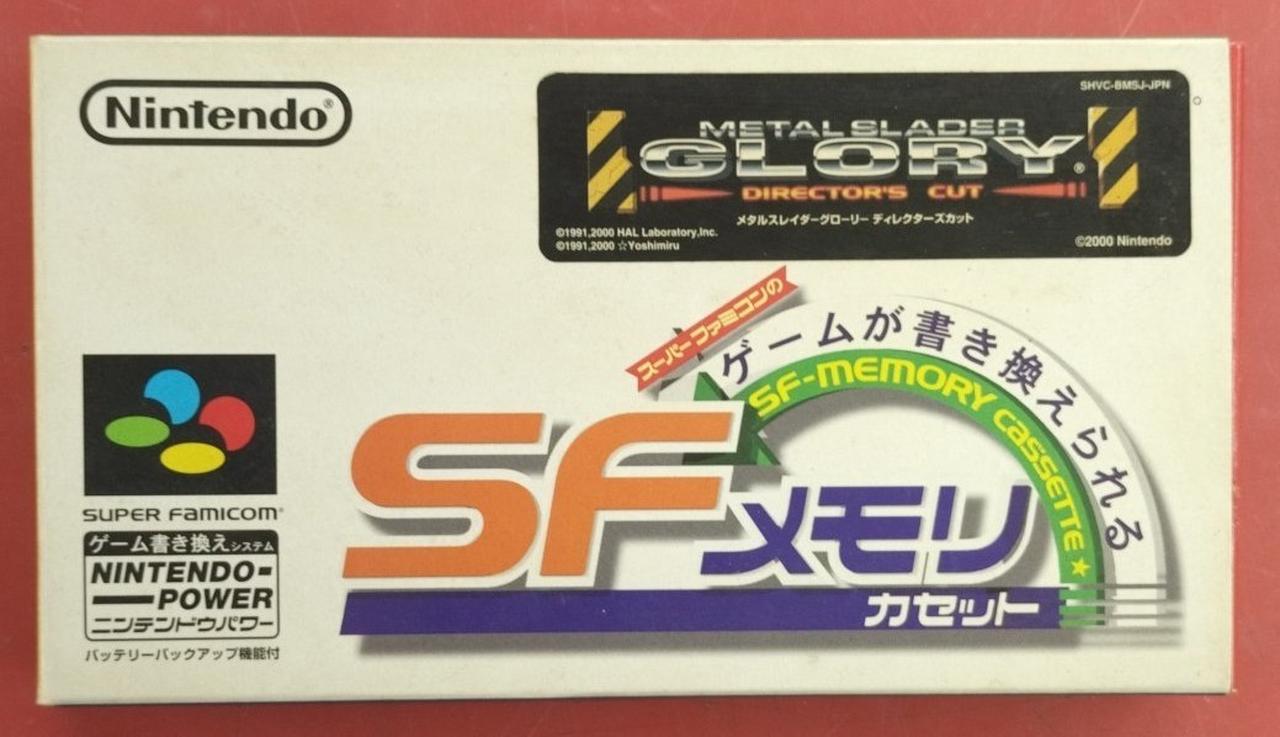 Nintendo®
SHVC-BMSJ-JPN
METAL SLADER
GLORY®
DIRECTOR'S CUT
メタルスレイダーグローリー ディレクターズカット
©1991,2000 HAL Laboratory,Inc.
©1991,2000 ☆Yoshimiru
©2000 Nintendo
スーパーファミコンの
ゲームが書き換えられる
SF-MEMORY CASSETTE★
SFメモリ
カセット
SUPER FAMICOM®
ゲーム書き換えシステム
NINTENDO-
POWER
ニンテンドウパワー
バッテリーバックアップ機能付